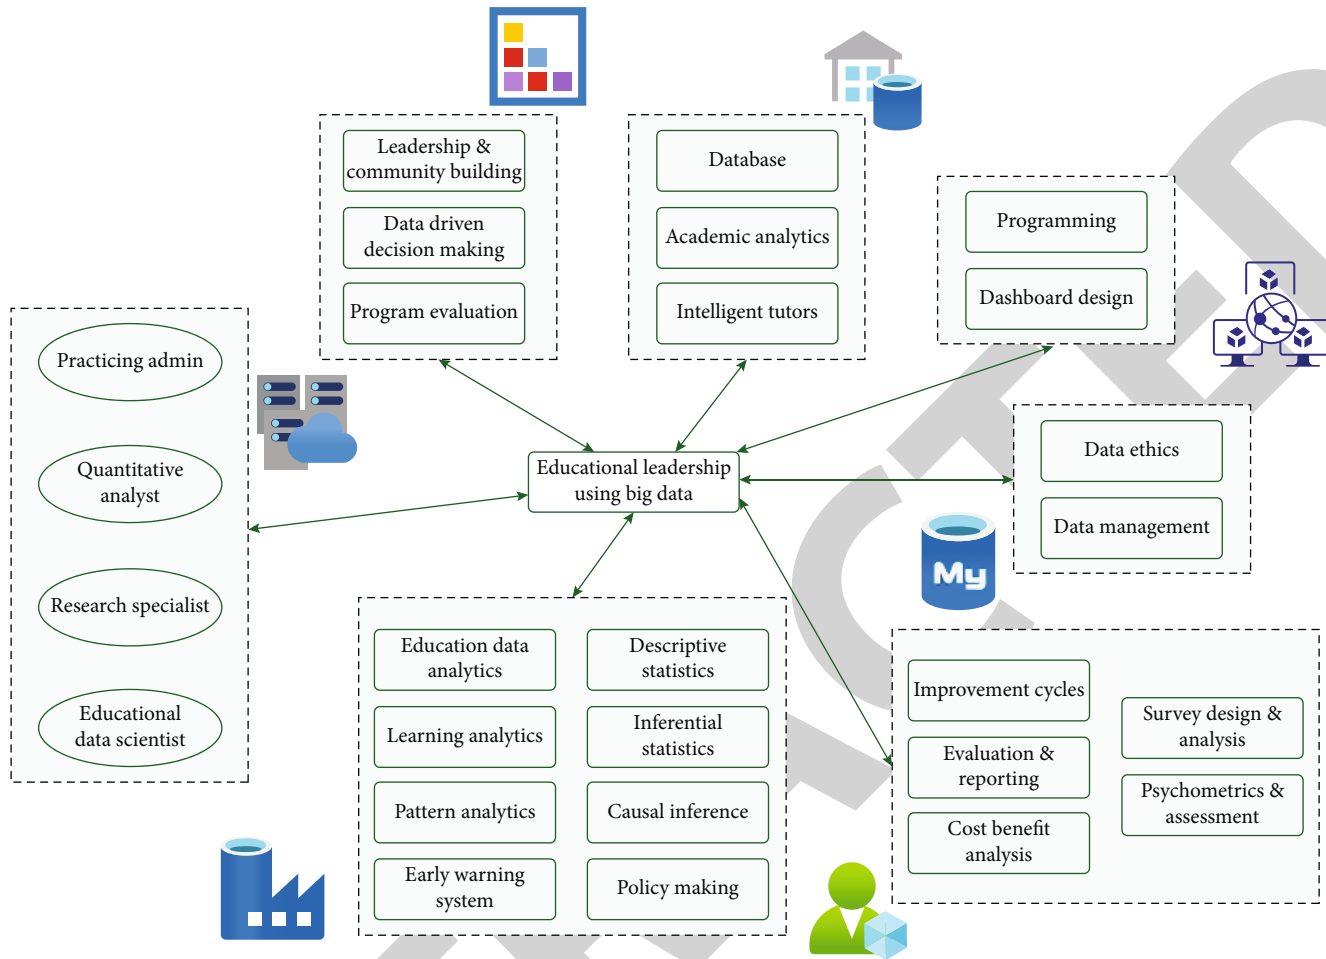 Leadership &
community building
Data driven
decision making
Program evaluation
Database
Academic analytics
Intelligent tutors
Programming
Dashboard design
Practicing admin
Quantitative
analyst
Research specialist
Educational
data scientist
Educational leadership
using big data
Data ethics
Data management
My
Education data
analytics
Learning analytics
Pattern analytics
Early warning
system
Descriptive
statistics
Inferential
statistics
Causal inference
Policy making
Improvement cycles
Evaluation &
reporting
Cost benefit
analysis
Survey design &
analysis
Psychometrics &
assessment